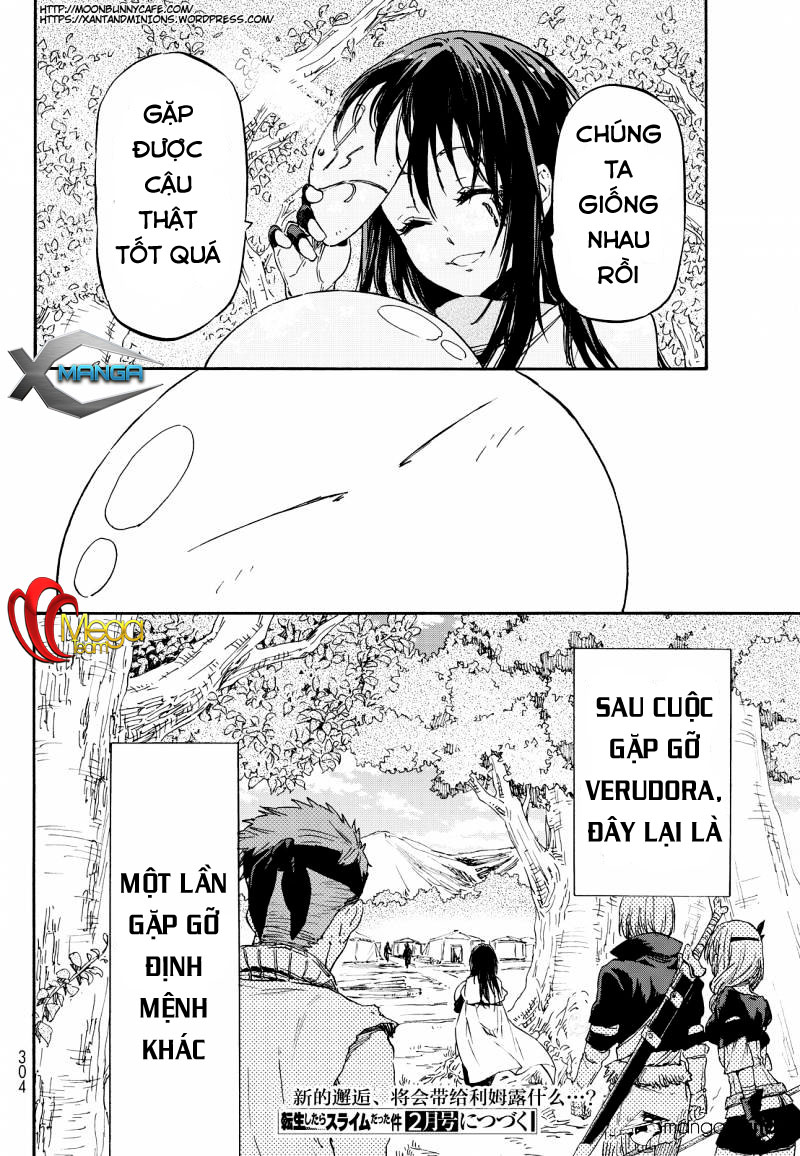 HTTP://MOONBUNNYCAFE.COM/
HTTPS://XANTANDMINIONS.WORDPRESS.COM/
CHÚNG
TA
GIỐNG
NHAU
RỒI
GẶP
ĐƯỢC
CẬU
THẬT
TỐT QUÁ
X MANGA
Mega
Team
SAU CUỘC
GẶP GỠ
VERUDORA,
ĐÂY LẠI LÀ
MỘT LẦN
GẶP GỠ
ĐỊNH
MỆNH
KHÁC
304
新的邂逅、将会带给利姆露什么…?
転生したらスライムだった件 2月号につづく!